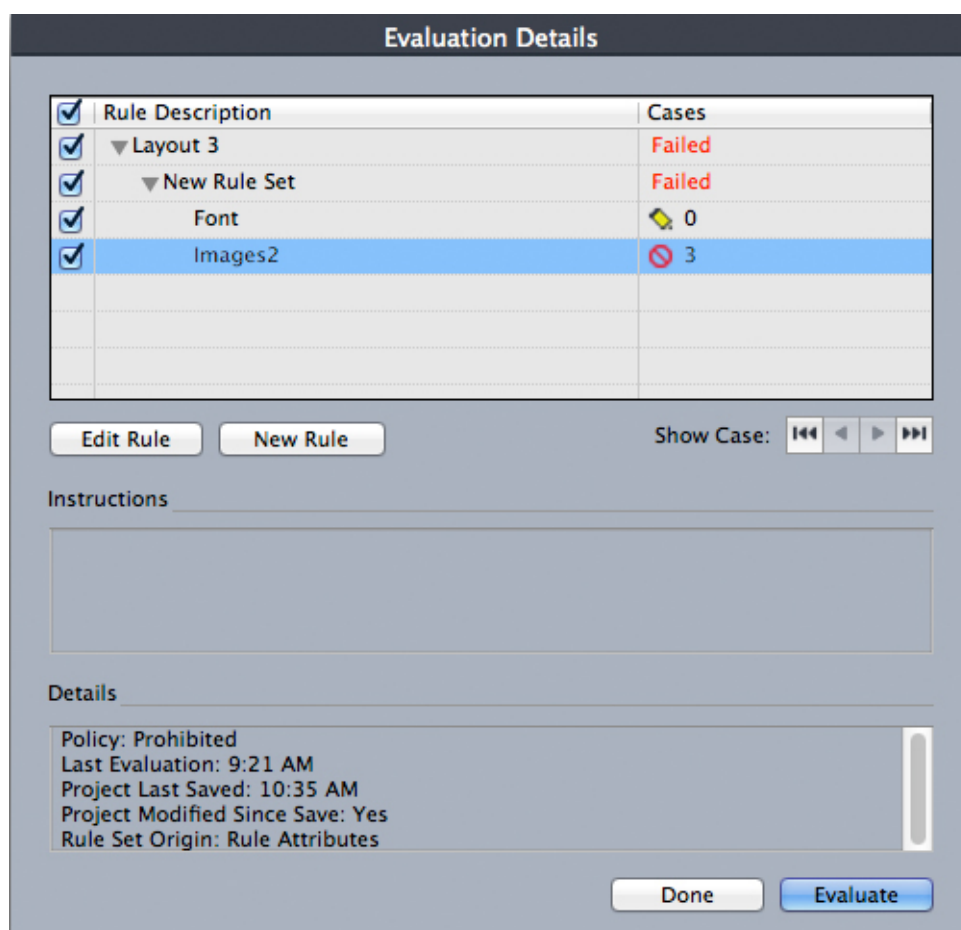 Evaluation Details
Rule Description Cases
Layout 3 Failed
New Rule Set Failed
Font 0
Images2 3
Edit Rule New Rule Show Case:
Instructions
Details
Policy: Prohibited
Last Evaluation: 9:21 AM
Project Last Saved: 10:35 AM
Project Modified Since Save: Yes
Rule Set Origin: Rule Attributes
Done Evaluate